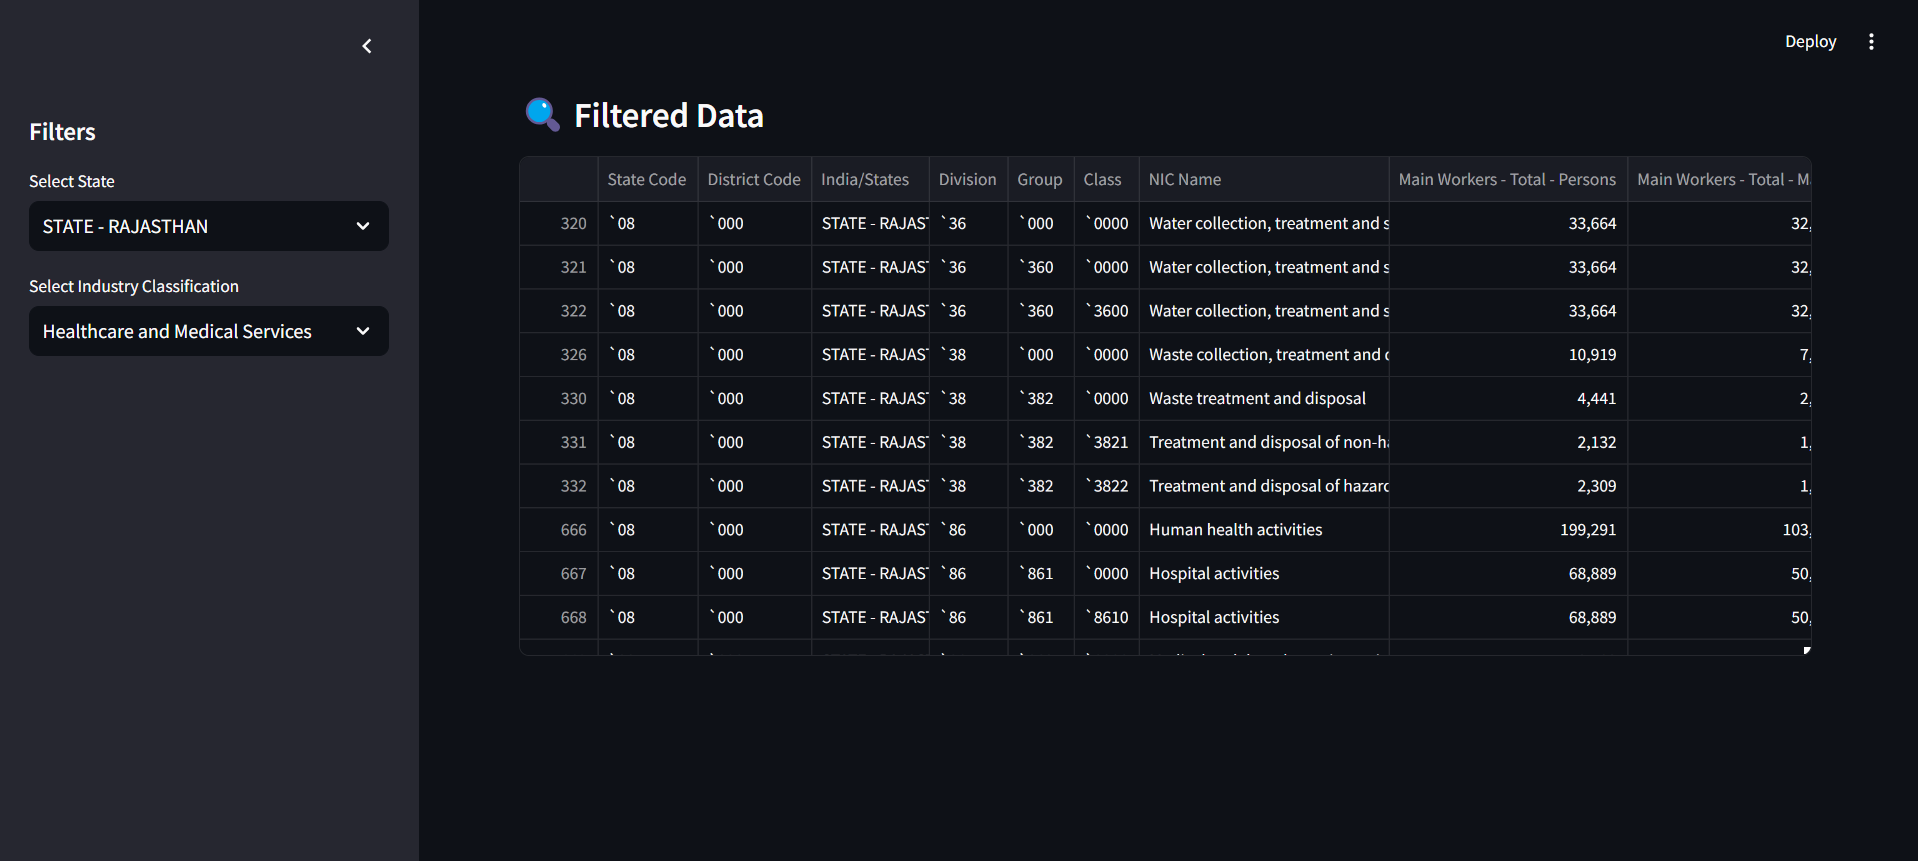 Deploy
Filters
Select State
STATE - RAJASTHAN
Select Industry Classification
Healthcare and Medical Services
Filtered Data
State Code District Code India/States Division Group Class NIC Name Main Workers - Total - Persons Main Workers - Total -
320 `08 `000 STATE - RAJAS `36 `000 `0000 Water collection, treatment and s 33,664 32,
321 `08 `000 STATE - RAJAS `36 `360 `0000 Water collection, treatment and s 33,664 32,
322 `08 `000 STATE - RAJAS `36 `360 `3600 Water collection, treatment and s 33,664 32,
326 `08 `000 STATE - RAJAS `38 `000 `0000 Waste collection, treatment and 10,919 7,
330 `08 `000 STATE - RAJAS `38 `382 `0000 Waste treatment and disposal 4,441 2,
331 `08 `000 STATE - RAJAS `38 `382 `3821 Treatment and disposal of non-h 2,132 1,
332 `08 `000 STATE - RAJAS `38 `382 `3822 Treatment and disposal of hazar 2,309 1,
666 `08 `000 STATE - RAJAS `86 `000 `0000 Human health activities 199,291 103,
667 `08 `000 STATE - RAJAS `86 `861 `0000 Hospital activities 68,889 50,
668 `08 `000 STATE - RAJAS `86 `861 `8610 Hospital activities 68,889 50,